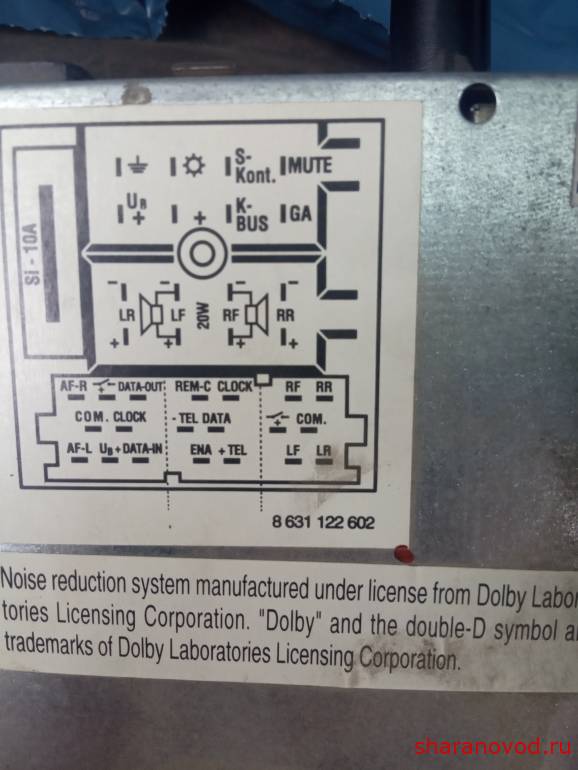 S-
Kont. MUTE
UB
+ + K-
BUS GA
Si - 10A
- - - -
LR LF 20W RF RR
+ + + +
AF-R DATA-OUT REM-C CLOCK RF RR
COM. CLOCK - TEL DATA + COM.
AF-L UB + DATA-IN ENA + TEL LF LR
8 631 122 602
Noise reduction system manufactured under license from Dolby Labor
tories Licensing Corporation. "Dolby" and the double-D symbol a
trademarks of Dolby Laboratories Licensing Corporation.
sharanovod.ru